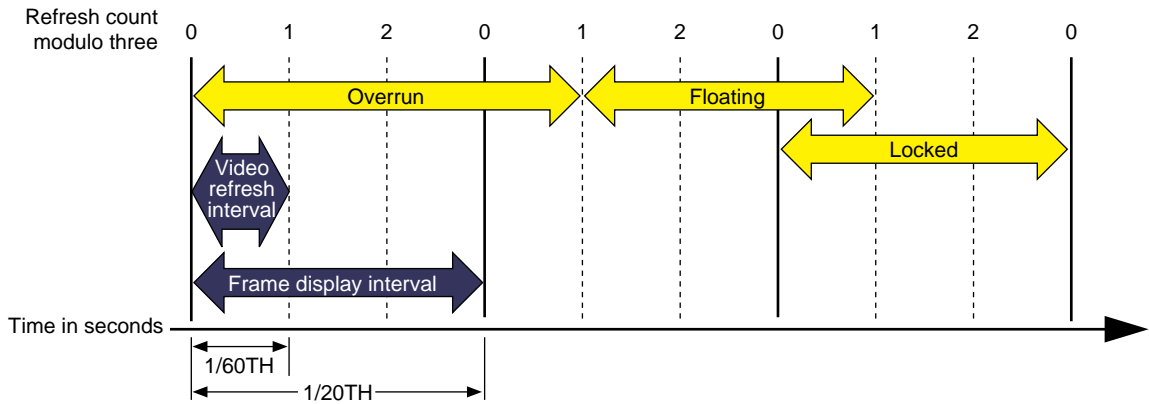 Refresh count
modulo three
0 1 2 0 1 2 0 1 2 0
Overrun
Floating
Locked
Video
refresh
interval
Frame display interval
Time in seconds
1/60TH
1/20TH